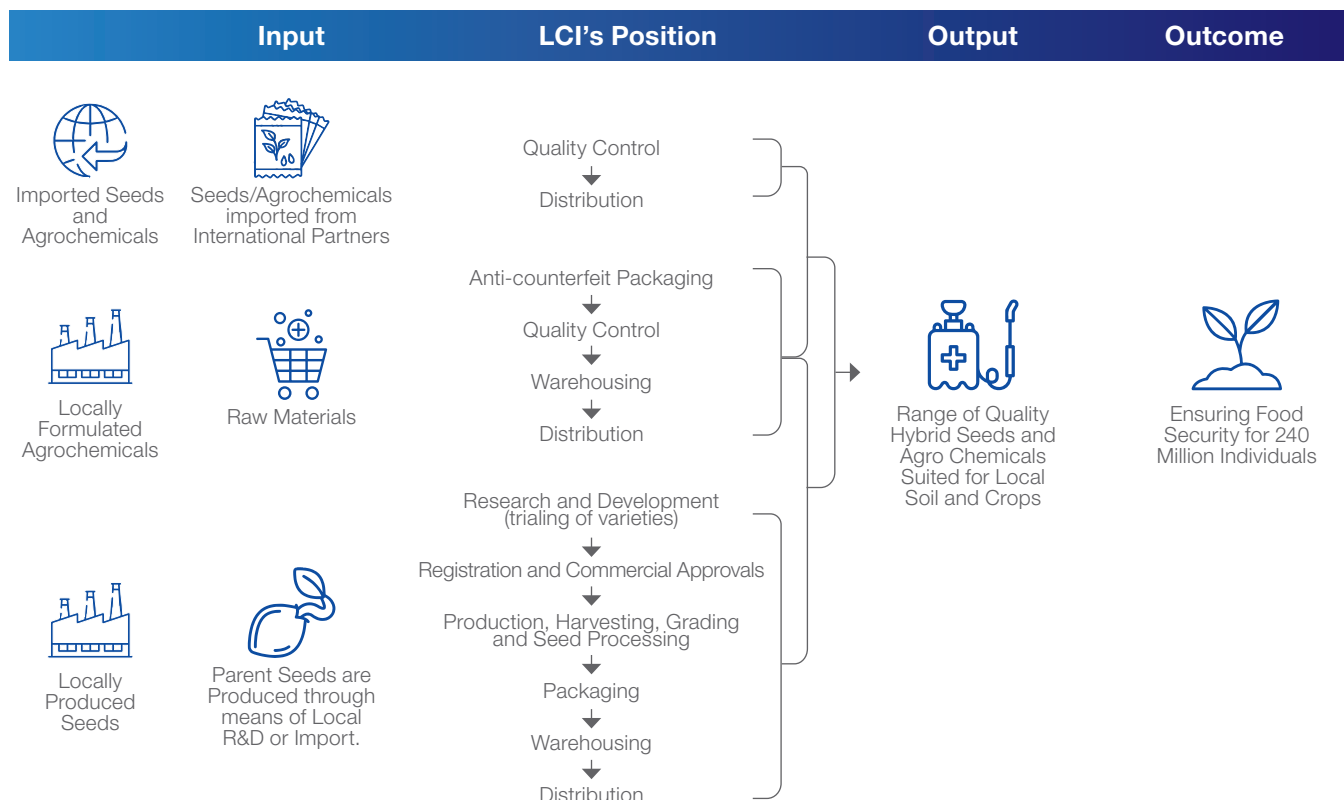 Input
LCI's Position
Output
Outcome
Imported Seeds
and
Agrochemicals
Seeds/Agrochemicals
imported from
International Partners
Quality Control
Distribution
Locally
Formulated
Agrochemicals
Raw Materials
Anti-counterfeit Packaging
Quality Control
Warehousing
Distribution
Locally
Produced
Seeds
Parent Seeds are
Produced through
means of Local
R&D or Import.
Research and Development
(trialing of varieties)
Registration and Commercial Approvals
Production, Harvesting, Grading
and Seed Processing
Packaging
Warehousing
Distribution
Range of Quality
Hybrid Seeds and
Agro Chemicals
Suited for Local
Soil and Crops
Ensuring Food
Security for 240
Million Individuals